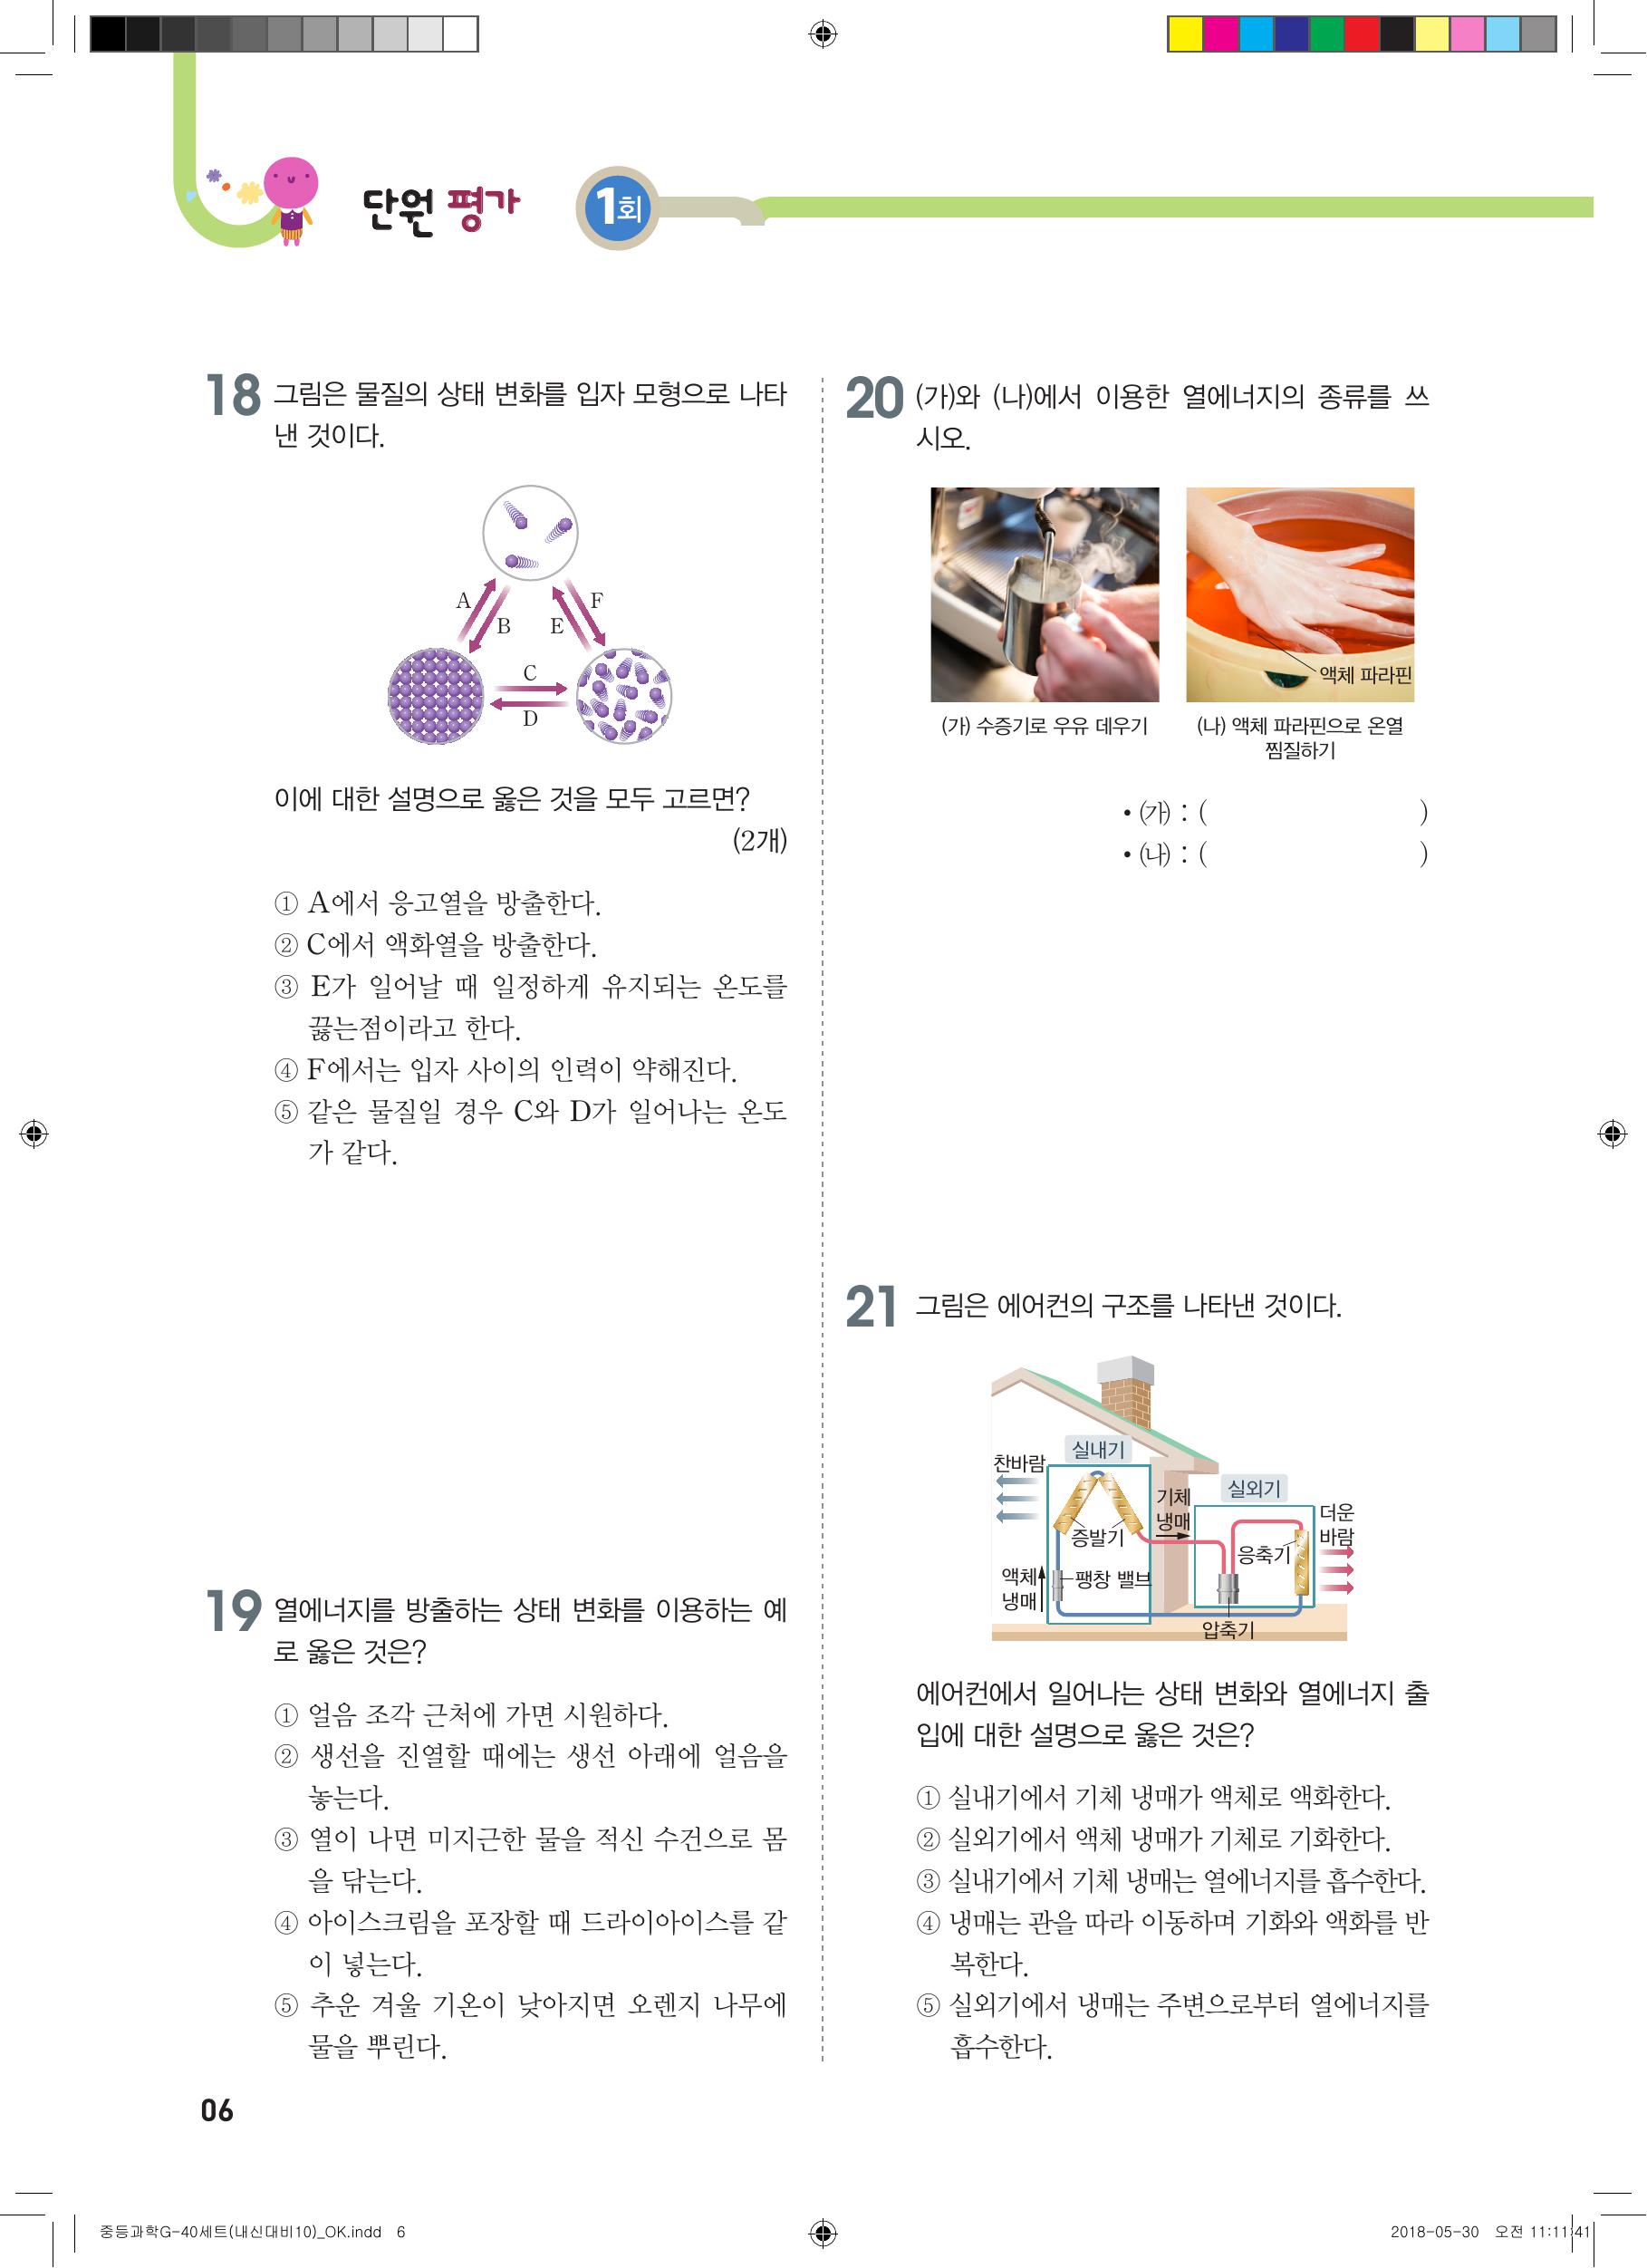 단원 평가 1회
18 그림은 물질의 상태 변화를 입자 모형으로 나타
낸 것이다.
A
B
C
D
E
F
이에 대한 설명으로 옳은 것을 모두 고르면?
(2개)
① A에서 응고열을 방출한다.
② C에서 액화열을 방출한다.
③ E가 일어날 때 일정하게 유지되는 온도를
끓는점이라고 한다.
④ F에서는 입자 사이의 인력이 약해진다.
⑤ 같은 물질일 경우 C와 D가 일어나는 온도
가 같다.
19 열에너지를 방출하는 상태 변화를 이용하는 예
로 옳은 것은?
① 얼음 조각 근처에 가면 시원하다.
② 생선을 진열할 때에는 생선 아래에 얼음을
놓는다.
③ 열이 나면 미지근한 물을 적신 수건으로 몸
을 닦는다.
④ 아이스크림을 포장할 때 드라이아이스를 같
이 넣는다.
⑤ 추운 겨울 기온이 낮아지면 오렌지 나무에
물을 뿌린다.
20 (가)와 (나)에서 이용한 열에너지의 종류를 쓰
시오.
액체 파라핀
(가) 수증기로 우유 데우기
(나) 액체 파라핀으로 온열
찜질하기
• (가) : ( )
• (나) : ( )
21 그림은 에어컨의 구조를 나타낸 것이다.
실내기
찬바람
실외기
기체
냉매
더운
바람
증발기
응축기
액체
냉매
팽창 밸브
압축기
에어컨에서 일어나는 상태 변화와 열에너지 출
입에 대한 설명으로 옳은 것은?
① 실내기에서 기체 냉매가 액체로 액화한다.
② 실외기에서 액체 냉매가 기체로 기화한다.
③ 실내기에서 기체 냉매는 열에너지를 흡수한다.
④ 냉매는 관을 따라 이동하며 기화와 액화를 반
복한다.
⑤ 실외기에서 냉매는 주변으로부터 열에너지를
흡수한다.
06
중등과학G-40세트(내신대비10)_OK.indd 6
2018-05-30 오전 11:11:41